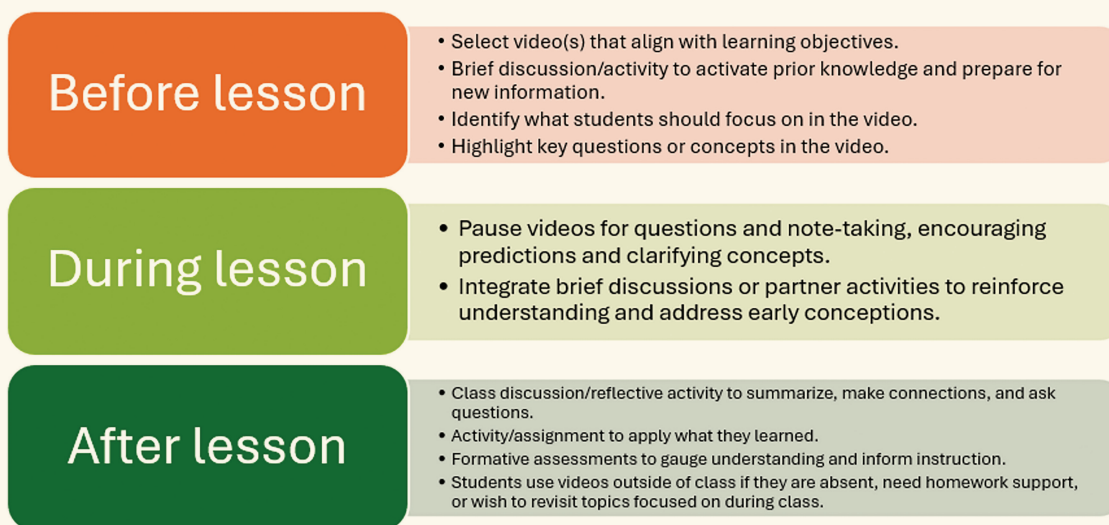 Before lesson
• Select video(s) that align with learning objectives.
• Brief discussion/activity to activate prior knowledge and prepare for
new information.
• Identify what students should focus on in the video.
• Highlight key questions or concepts in the video.
During lesson
• Pause videos for questions and note-taking, encouraging
predictions and clarifying concepts.
• Integrate brief discussions or partner activities to reinforce
understanding and address early conceptions.
After lesson
• Class discussion/reflective activity to summarize, make connections, and ask
questions.
• Activity/assignment to apply what they learned.
• Formative assessments to gauge understanding and inform instruction.
• Students use videos outside of class if they are absent, need homework support,
or wish to revisit topics focused on during class.